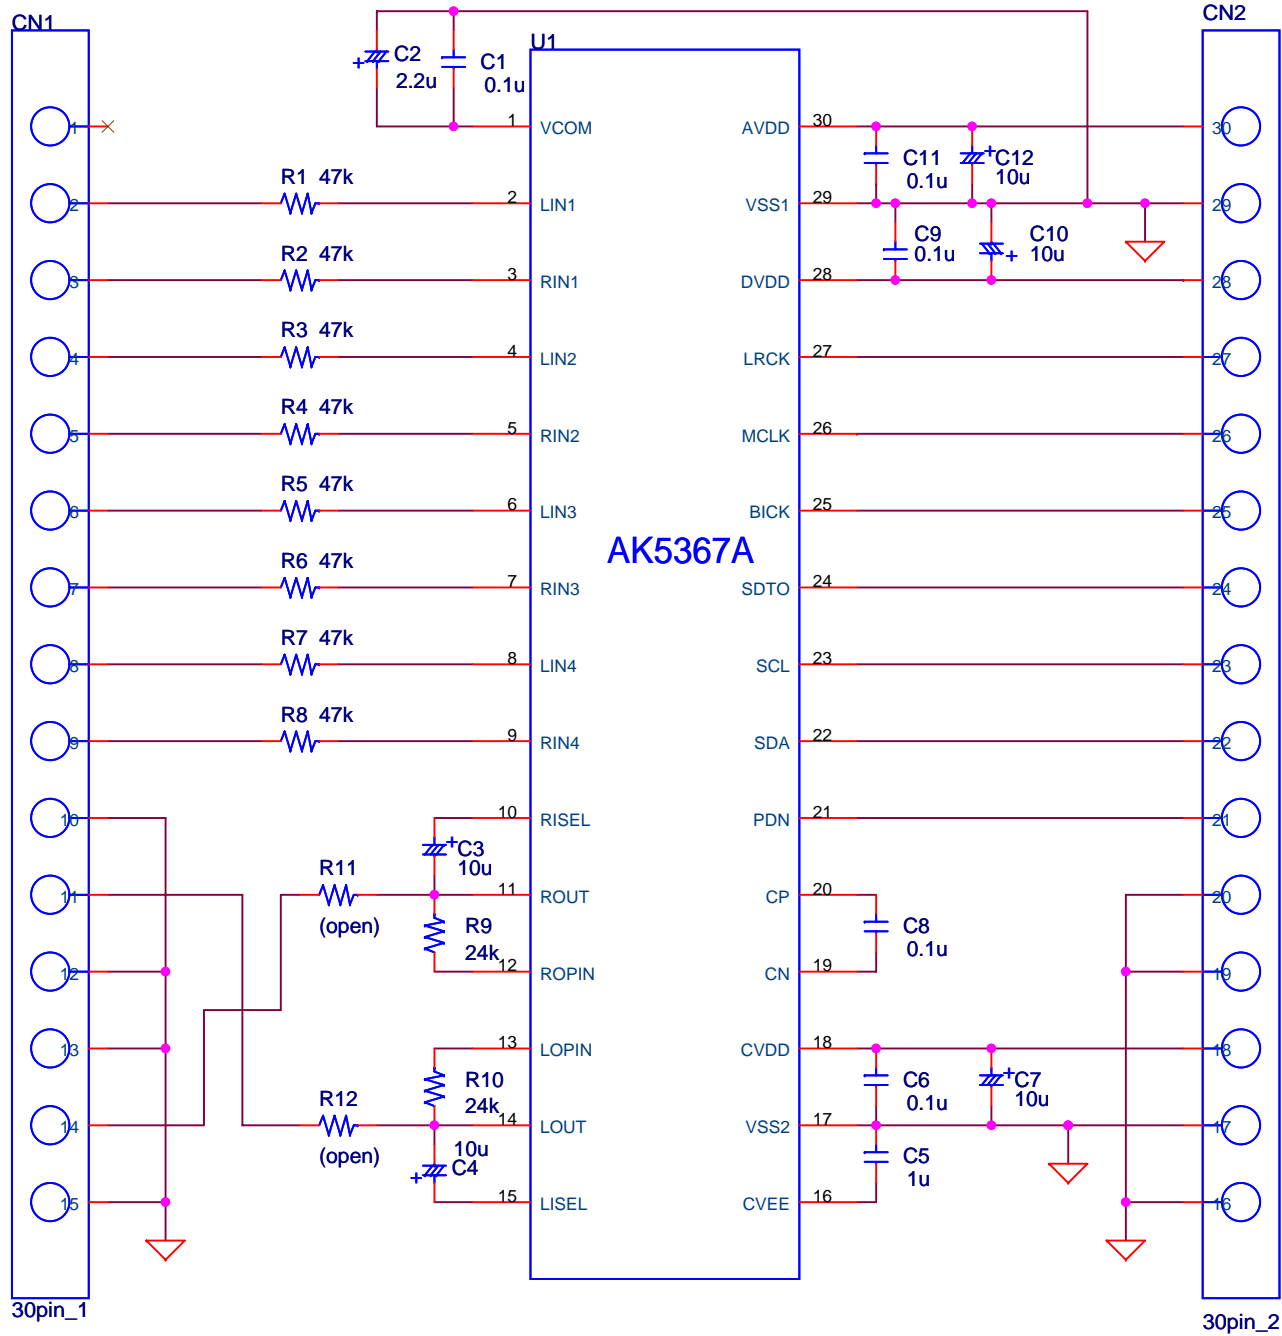 CN1
CN2
U1
C2
2.2u
C1
0.1u
1
1
VCOM
AVDD
30
30
C11
0.1u
C12
10u
R1 47k
2
2
LIN1
VSS1
29
29
C9
0.1u
C10
10u
R2 47k
3
3
RIN1
DVDD
28
28
R3 47k
4
4
LIN2
LRCK
27
27
R4 47k
5
5
RIN2
MCLK
26
26
R5 47k
6
6
LIN3
BICK
25
25
AK5367A
R6 47k
7
7
RIN3
SDTO
24
24
R7 47k
8
8
LIN4
SCL
23
23
R8 47k
9
9
RIN4
SDA
22
22
10
10
RISEL
PDN
21
21
C3
10u
R11
(open)
11
11
ROUT
CP
20
20
R9
24k
C8
0.1u
12
12
ROPIN
CN
19
19
13
13
LOPIN
CVDD
18
18
R10
24k
C6
0.1u
C7
10u
R12
(open)
14
14
LOUT
VSS2
17
17
10u
C4
C5
1u
15
15
LISEL
CVEE
16
16
30pin_1
30pin_2